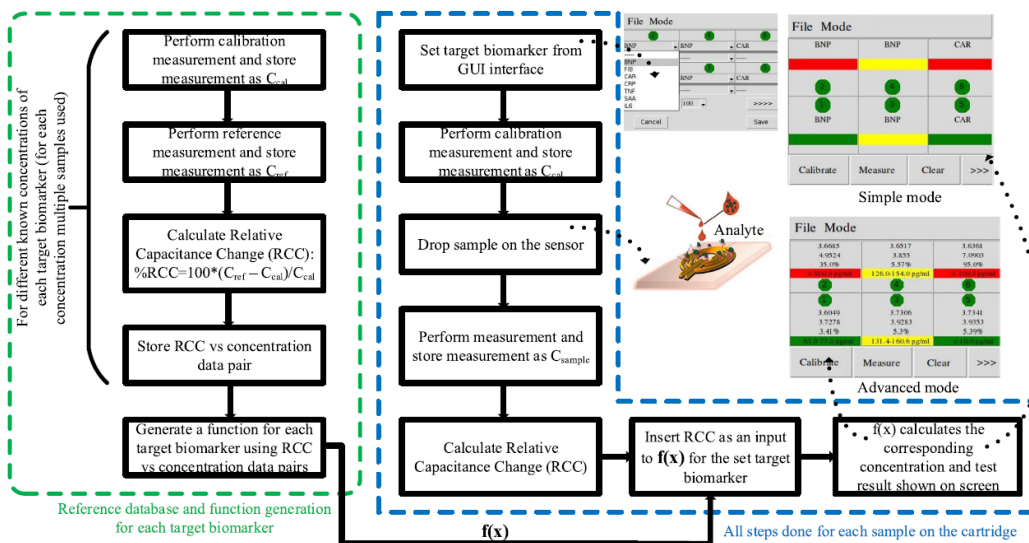 For different known concentrations of
each target biomarker (for each
concentration multiple samples used)
Perform calibration
measurement and store
measurement as Ccal
Perform reference
measurement and store
measurement as Cref
Calculate Relative
Capacitance Change (RCC):
%RCC=100*(Cref – Ccal)/Ccal
Store RCC vs concentration
data pair
Generate a function for each
target biomarker using RCC
vs concentration data pairs
Reference database and function generation
for each target biomarker
f(x)
Set target biomarker from
GUI interface
Perform calibration
measurement and store
measurement as Ccal
Drop sample on the sensor
Perform measurement and
store measurement as Csample
Calculate Relative
Capacitance Change (RCC)
Insert RCC as an input
to f(x) for the set target
biomarker
f(x) calculates the
corresponding
concentration and test
result shown on screen
All steps done for each sample on the cartridge
File Mode
BNP BNP CAR
BNP
FIB
CAR
CRP
TNF
SAA
IL6
BNP CAR
100 >>>>
Cancel Save
Analyte
File Mode
BNP BNP CAR
2 4 6
1 3 5
BNP BNP CAR
Calibrate Measure Clear >>>
Simple mode
File Mode
3.6665 3.6517 3.6361
4.9524 3.855 7.0903
35.0% 5.57% 95.0%
126.0-154.0 pg/ml
3.6049 3.7306 3.7341
3.7278 3.9283 3.9353
3.41% 5.3% 5.39%
131.4-160.6 pg/ml
Calibrate Measure Clear >>>
Advanced mode